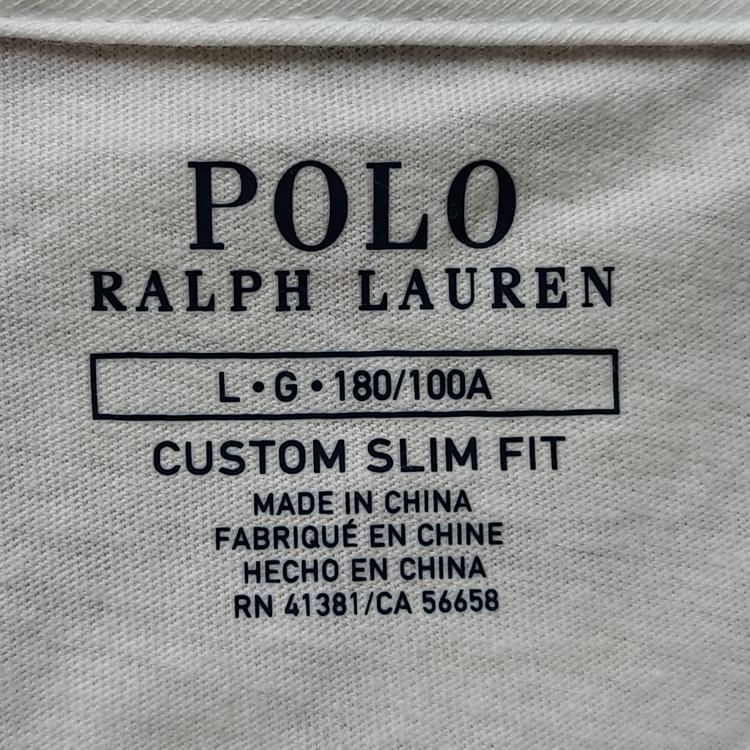 POLO
RALPH LAUREN
L•G•180/100A
CUSTOM SLIM FIT
MADE IN CHINA
FABRIQUÉ EN CHINE
HECHO EN CHINA
RN 41381/CA 56658